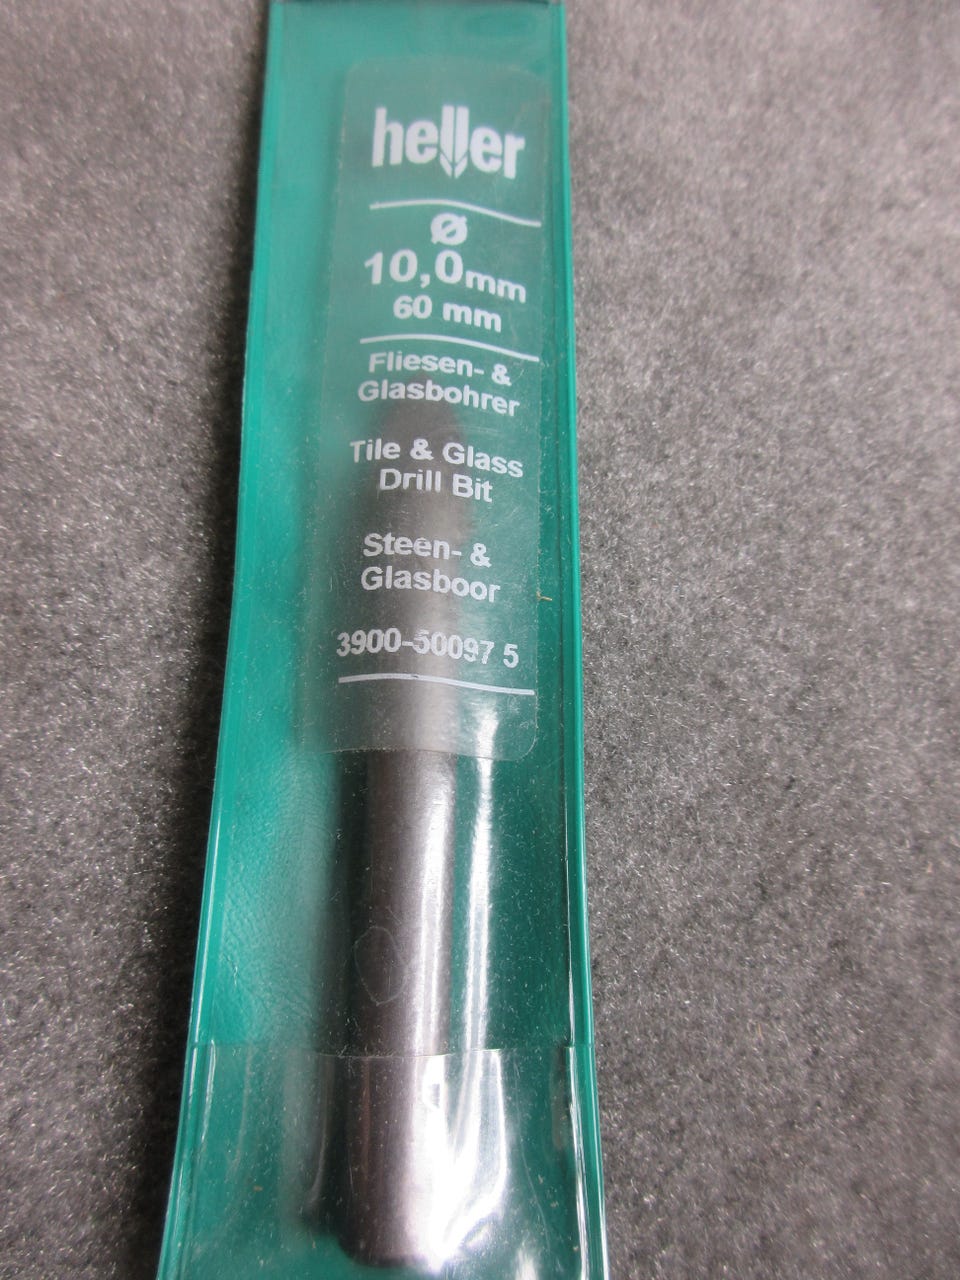 heller
Ø
10,0mm
60 mm
Fliesen- &
Glasbohrer
Tile & Glass
Drill Bit
Steen- &
Glasboor
3900-50097 5